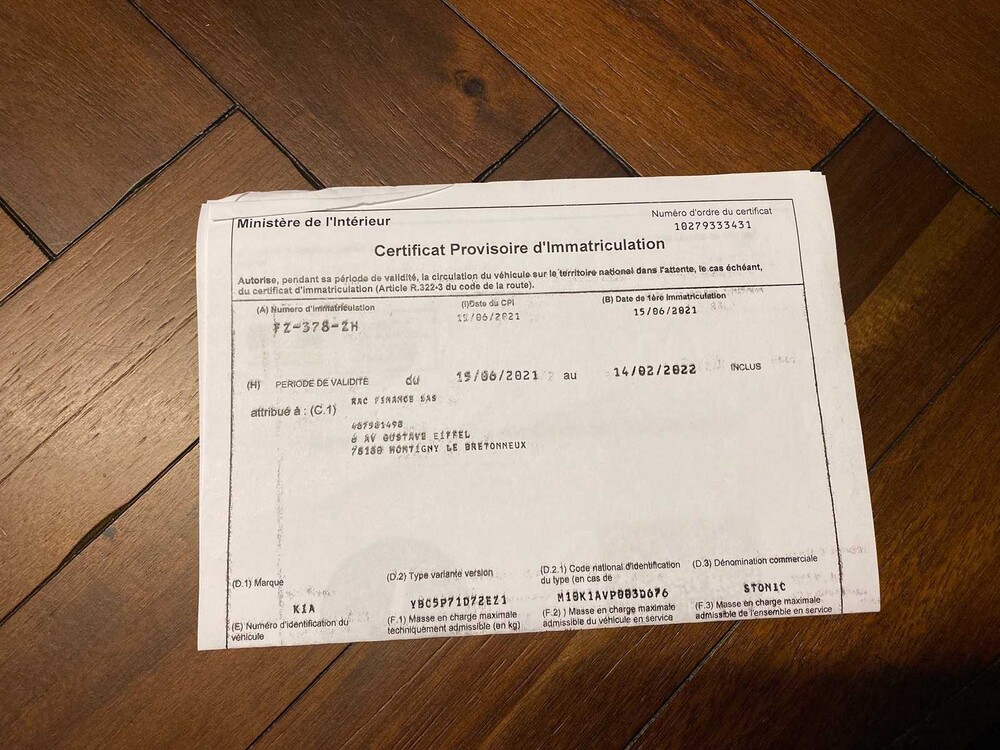 Ministère de l'Intérieur
Numéro d'ordre du certificat
10279333431
Certificat Provisoire d'Immatriculation
Autorise, pendant sa période de validité, la circulation du véhicule sur le territoire national dans l'attente, le cas échéant,
du certificat d'immatriculation (Article R.322-3 du code de la route).
(A) Numero d'immatriculation
(I)Date du CPI
(B) Date de 1ère Immatriculation
FZ-378-ZH
15/06/2021
15/06/2021
(H) PERIODE DE VALIDITE du 15/06/2021 au 14/02/2022 INCLUS
attribué à : (C.1)
RAC FINANCE SAS
6 AV GUSTAVE EIFFEL
78180 MONTIGNY LE BRETONNEUX
(D.1) Marque
(D.2) Type variante version
(D.2.1) Code national d'identification
du type (en cas de
(D.3) Dénomination commerciale
KIA
YBC5P71D72EZ1
M10K1AVP003D676
STONIC
(E) Numéro d'identification du
véhicule
(F.1) Masse en charge maximale
techniquement admissible (en kg)
(F.2) ) Masse en charge maximale
admissible du véhicule en service
(F.3) Masse en charge maximale
admissible de l'ensemble en service